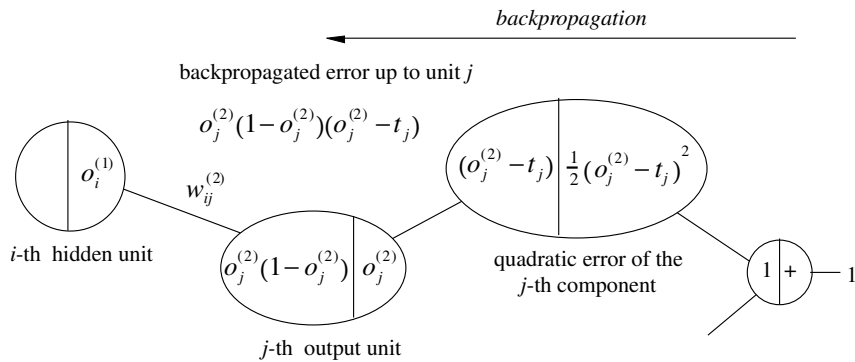 backpropagation
backpropagated error up to unit j
o_j^{(2)}(1−o_j^{(2)})(o_j^{(2)}−t_j)
(o_j^{(2)}−t_j) ½(o_j^{(2)}−t_j)^2
o_i^{(1)}
w_{ij}^{(2)}
i-th hidden unit
o_j^{(2)}(1−o_j^{(2)}) o_j^{(2)}
quadratic error of the
j-th component
1 + 1
j-th output unit